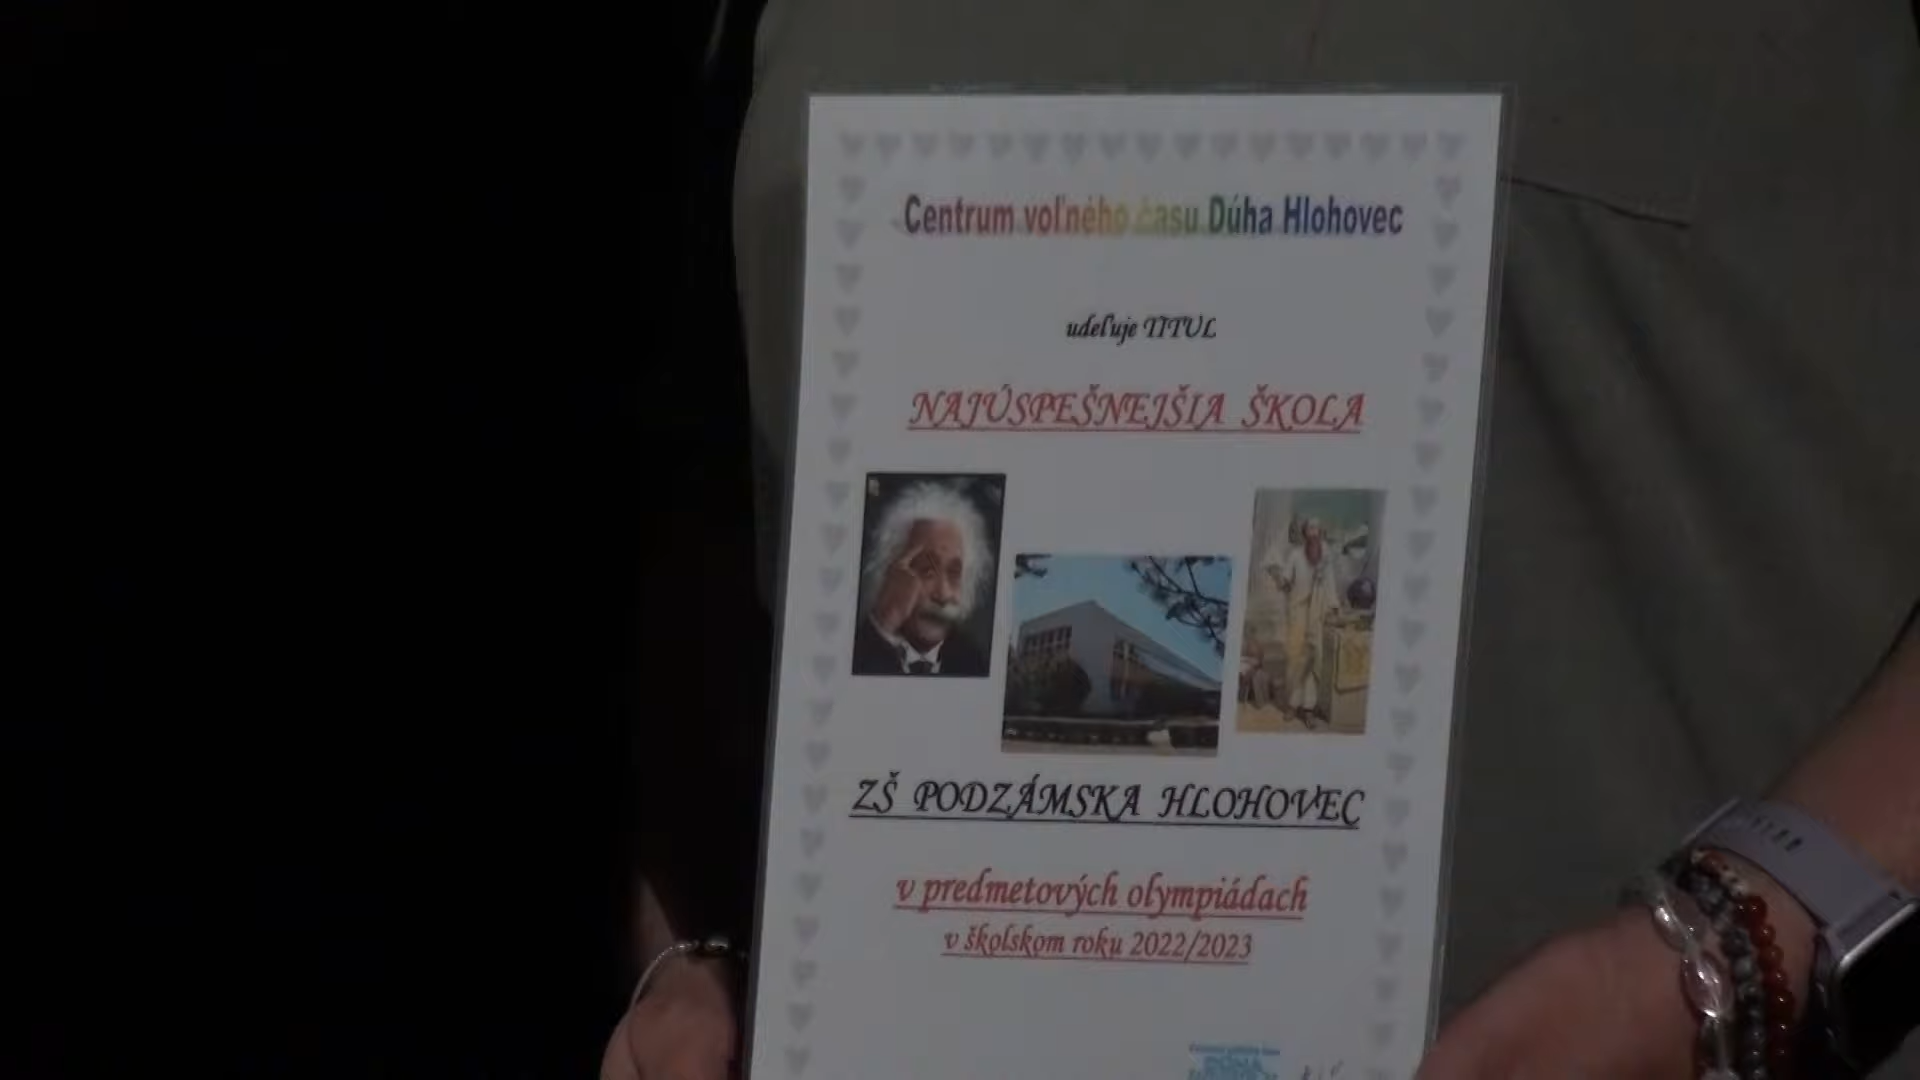 Centrum voľného času Dúha Hlohovec
udeľuje TITUL
NAJÚSPEŠNEJŠIA ŠKOLA
ZŠ PODZÁMSKA HLOHOVEC
v predmetových olympiádach
v školskom roku 2022/2023